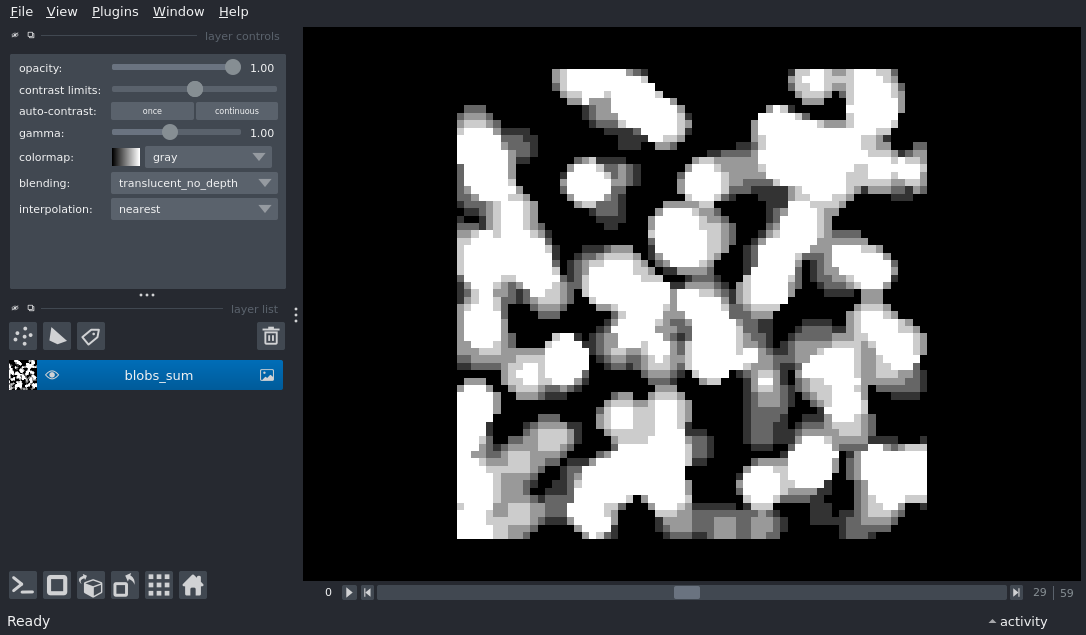 File View Plugins Window Help
layer controls
opacity: 1.00
contrast limits:
auto-contrast: once continuous
gamma: 1.00
colormap: gray
blending: translucent_no_depth
interpolation: nearest
layer list
blobs_sum
0 29 59
Ready activity